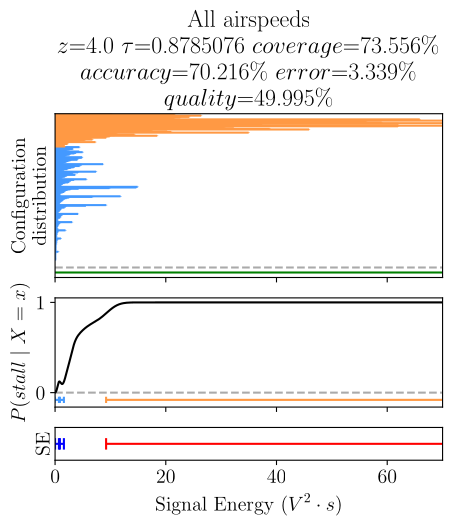 All airspeeds
z=4.0 τ=0.8785076 coverage=73.556%
accuracy=70.216% error=3.339%
quality=49.995%
Configuration
distribution
P(stall | X = x)
1
0
SE
0 20 40 60
Signal Energy (V² · s)